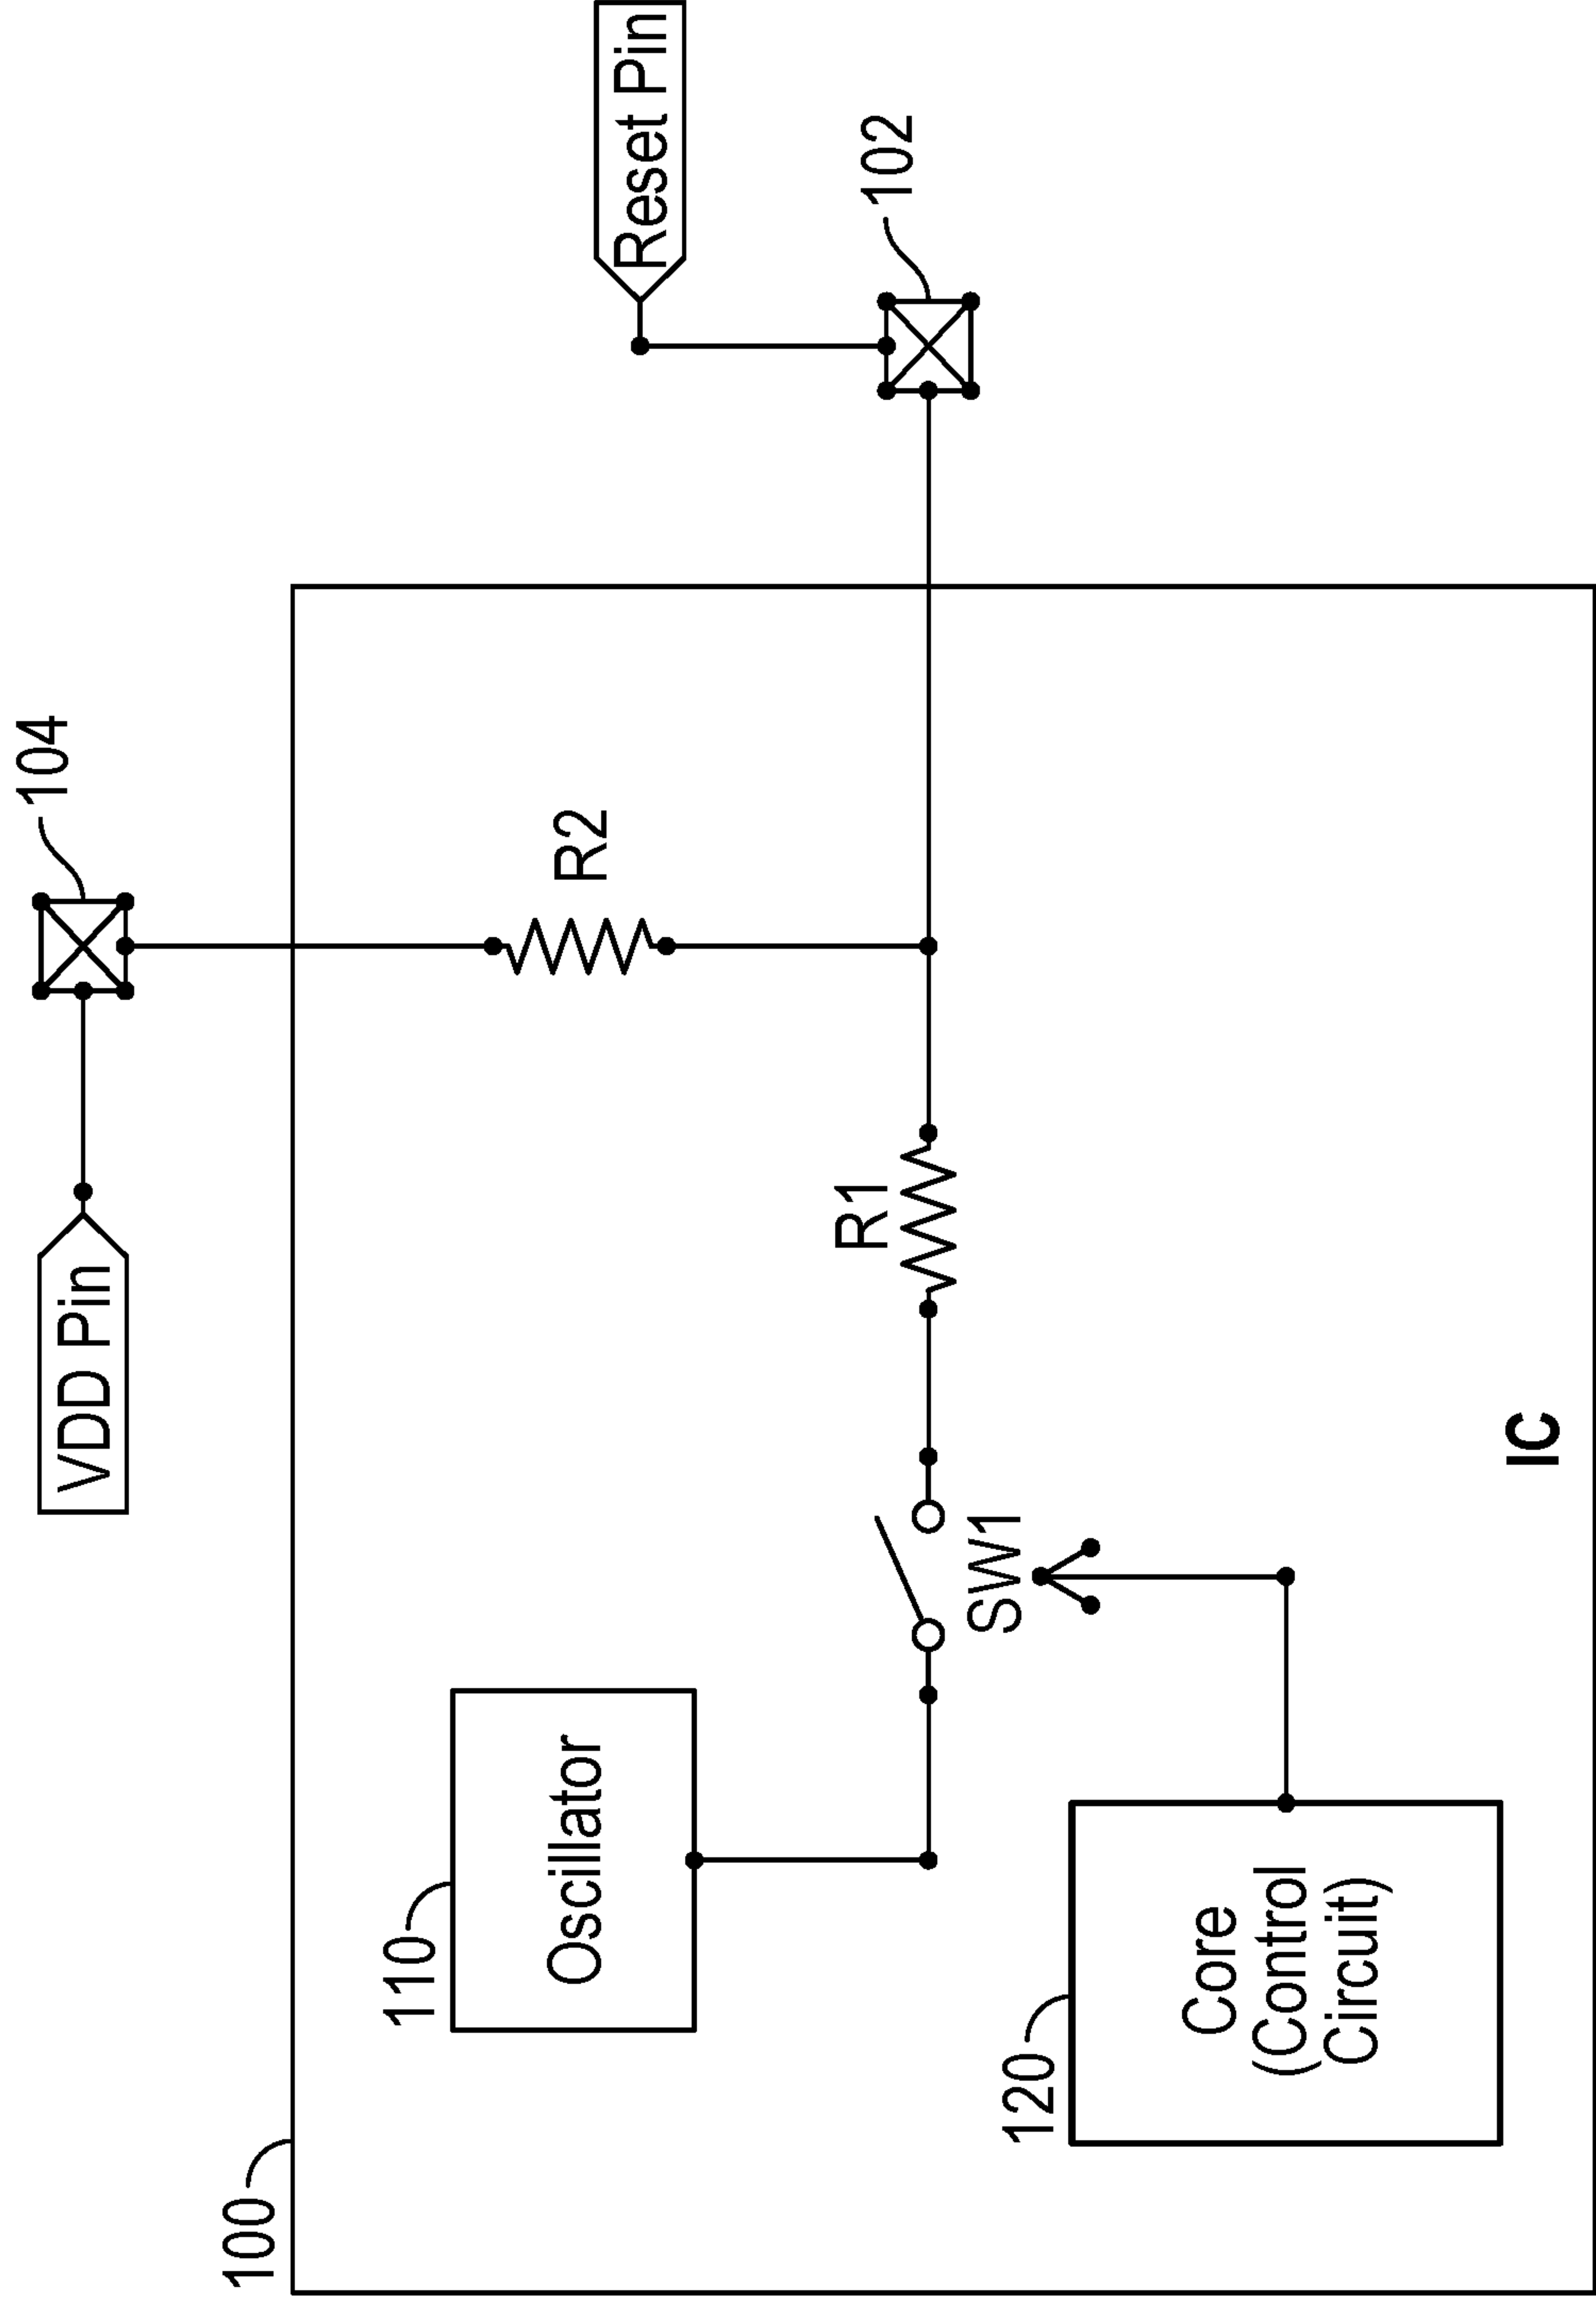 104
VDD Pin
Reset Pin
102
R2
100
110
Oscillator
R1
SW1
120
Core
(Control
Circuit)
IC